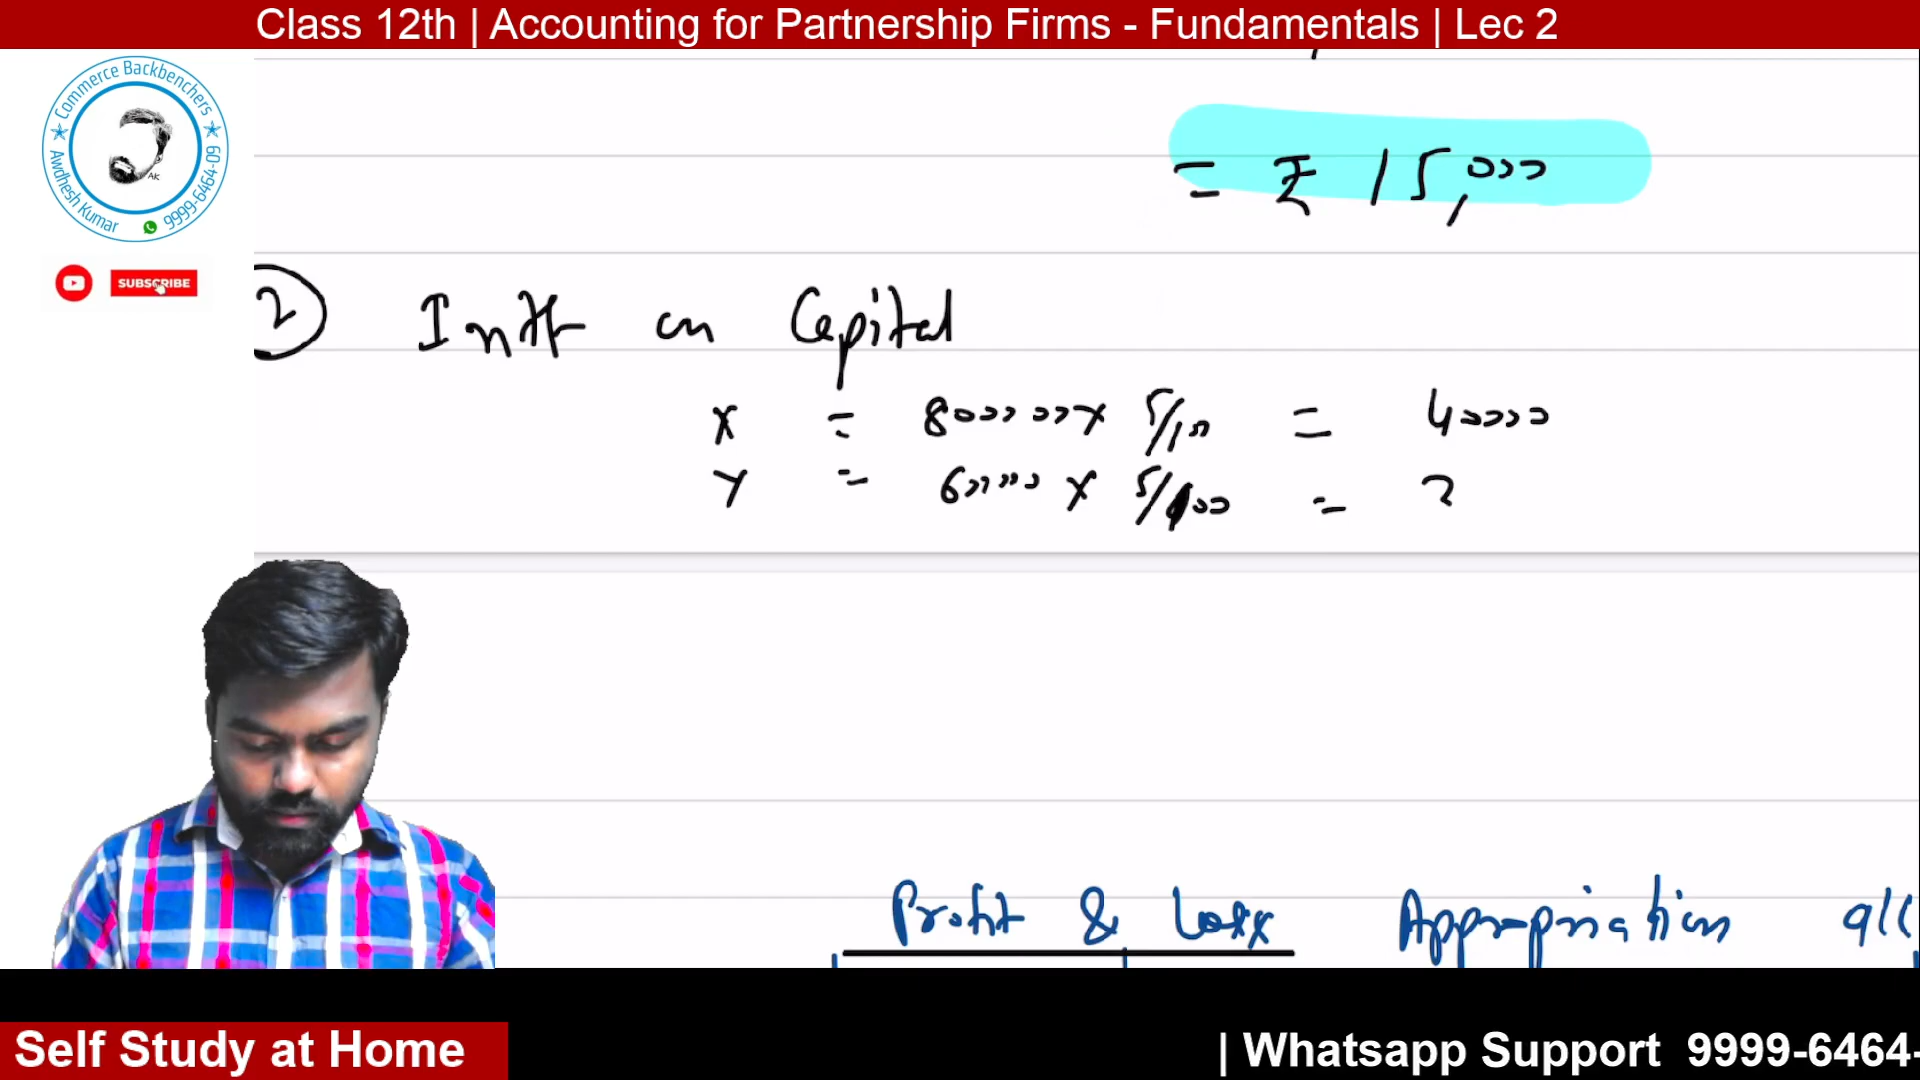 Class 12th | Accounting for Partnership Firms - Fundamentals | Lec 2
Commerce Backbenchers
Awdhesh Kumar
9999-6464-09
AK
SUBSCRIBE
= ₹ 15,000
2 Intt on Capital
X = 800000 x 5/100 = 40000
Y = 600000 x 5/100 = 3
Profit & Loss Appropriation a/c
Self Study at Home
| Whatsapp Support 9999-6464-